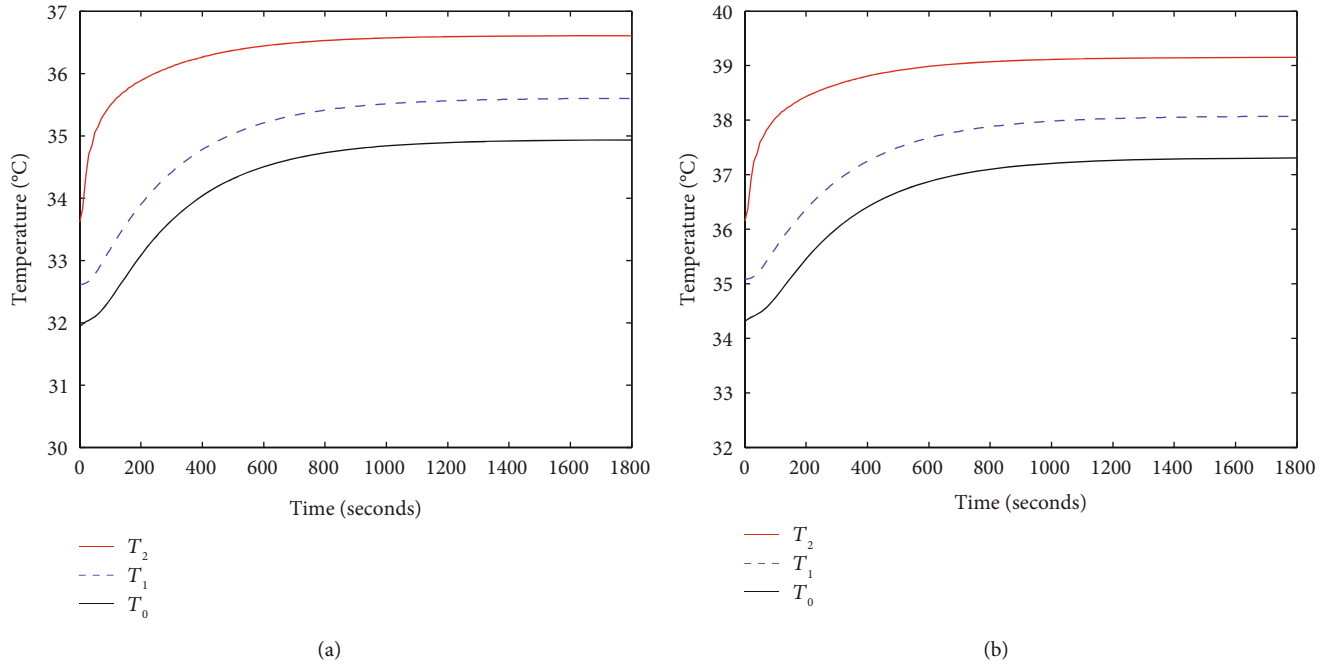 37
36
35
34
33
32
31
30
Temperature (°C)
0 200 400 600 800 1000 1200 1400 1600 1800
Time (seconds)
T₂
T₁
T₀
(a)
40
39
38
37
36
35
34
33
32
Temperature (°C)
0 200 400 600 800 1000 1200 1400 1600 1800
Time (seconds)
T₂
T₁
T₀
(b)